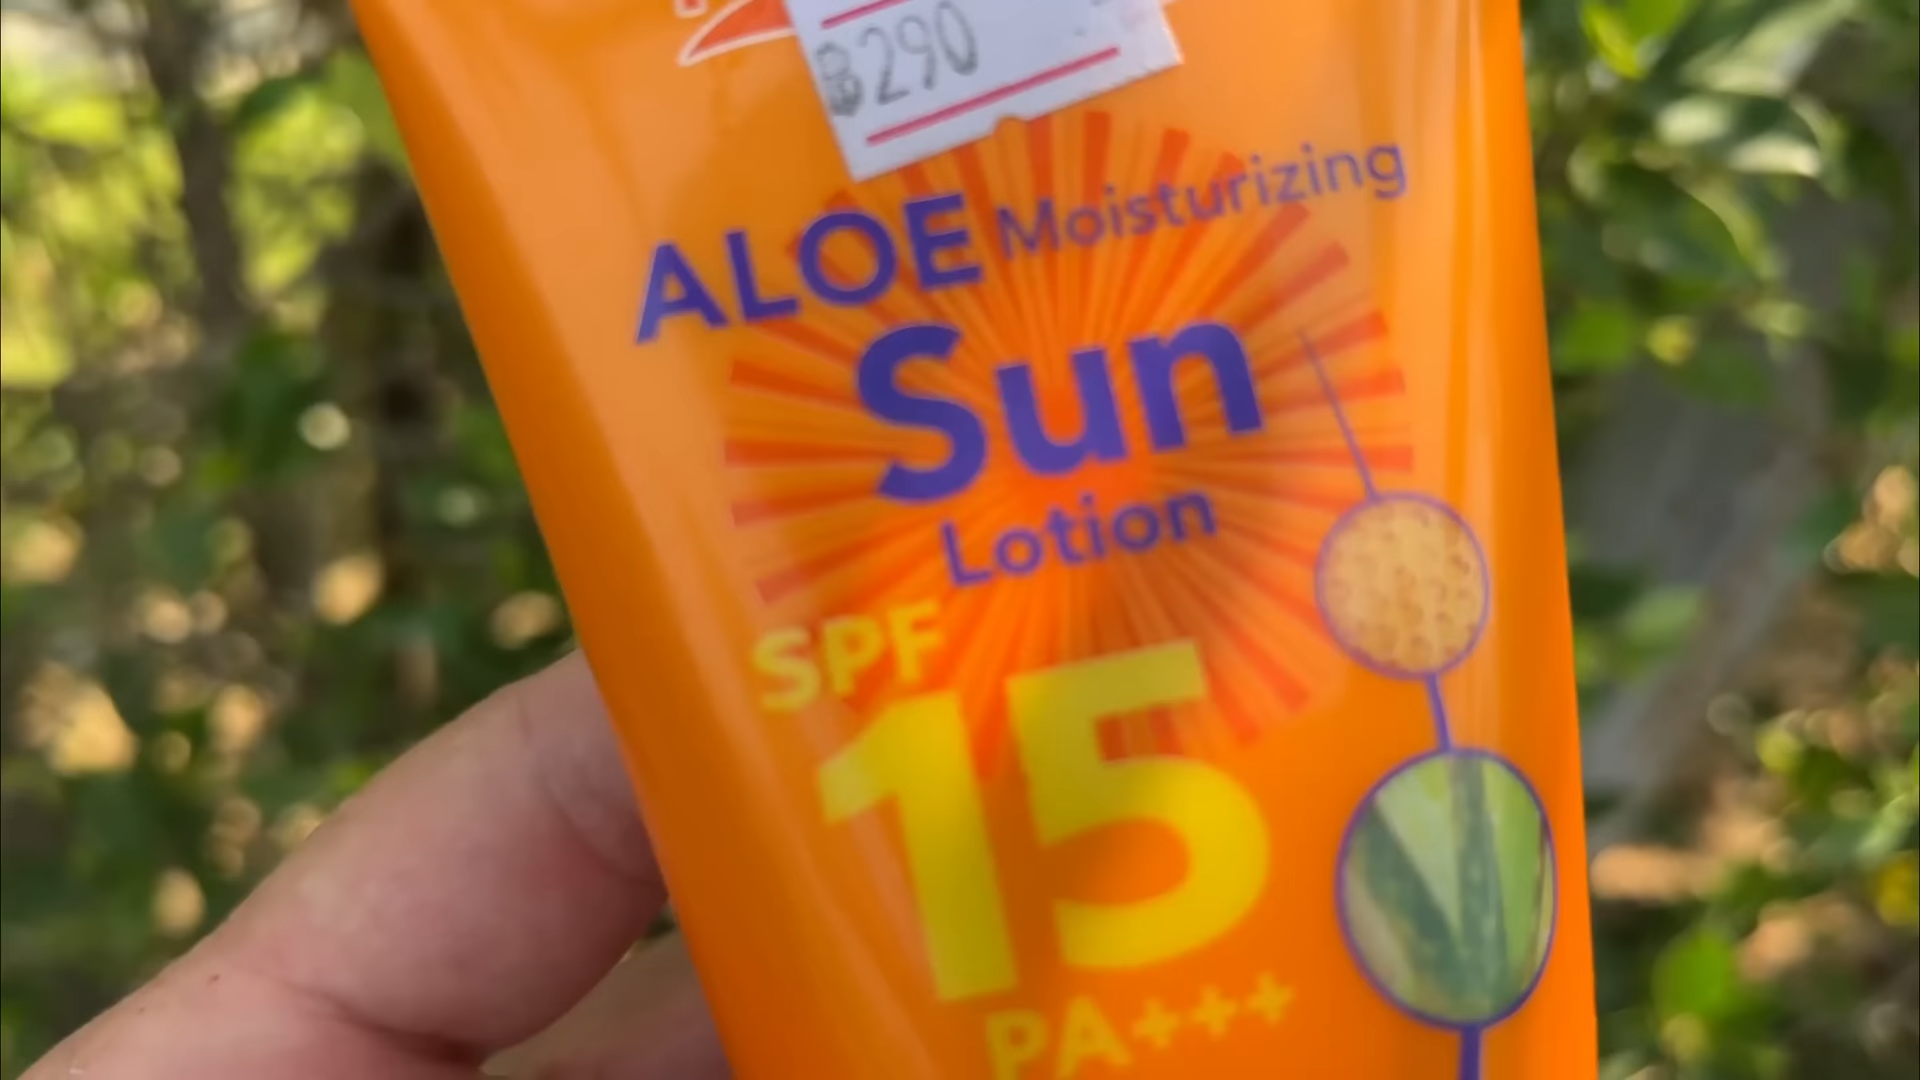 ฿290
ALOE Moisturizing
Sun
Lotion
SPF
15
PA+++